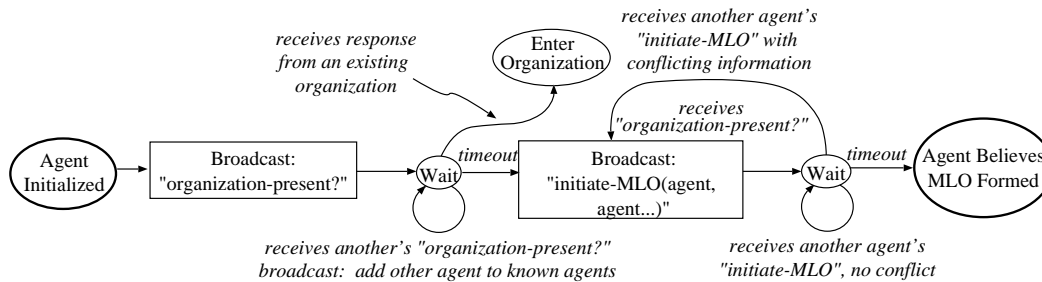 receives response
from an existing
organization
Enter
Organization
receives another agent's
"initiate-MLO" with
conflicting information
receives
"organization-present?"
Agent
Initialized
Broadcast:
"organization-present?"
Wait
timeout
Broadcast:
"initiate-MLO(agent,
agent...)"
Wait
timeout
Agent Believes
MLO Formed
receives another's "organization-present?"
broadcast: add other agent to known agents
receives another agent's
"initiate-MLO", no conflict